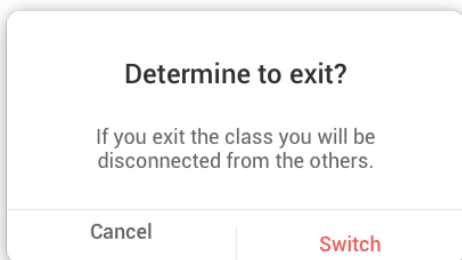 Determine to exit?
If you exit the class you will be
disconnected from the others.
Cancel
Switch